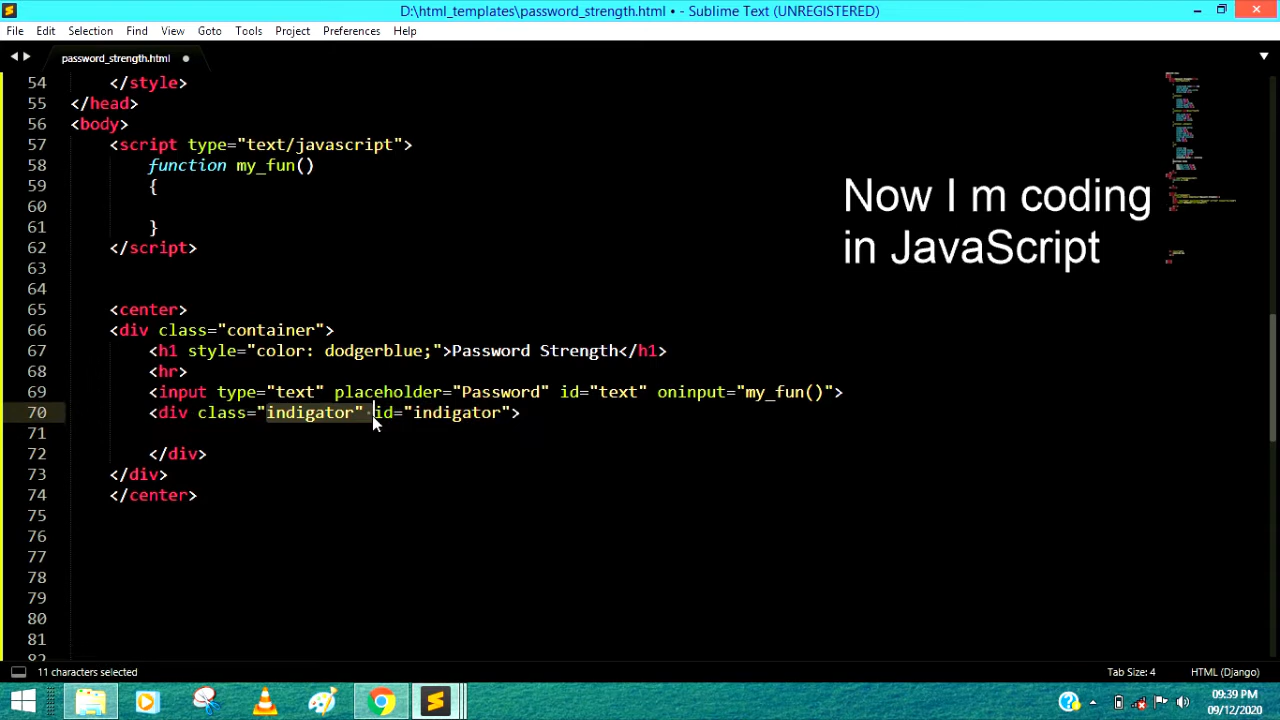 D:\html_templates\password_strength.html • - Sublime Text (UNREGISTERED)
File Edit Selection Find View Goto Tools Project Preferences Help
password_strength.html
54 </style>
55 </head>
56 <body>
57 <script type="text/javascript">
58 function my_fun()
59 {
60
61 }
62 </script>
63
64
65 <center>
66 <div class="container">
67 <h1 style="color: dodgerblue;">Password Strength</h1>
68 <hr>
69 <input type="text" placeholder="Password" id="text" oninput="my_fun()">
70 <div class="indigator" id="indigator">
71
72 </div>
73 </div>
74 </center>
75
76
77
78
79
80
81
82
Now I m coding
in JavaScript
11 characters selected
Tab Size: 4
HTML (Django)
09:39 PM
09/12/2020